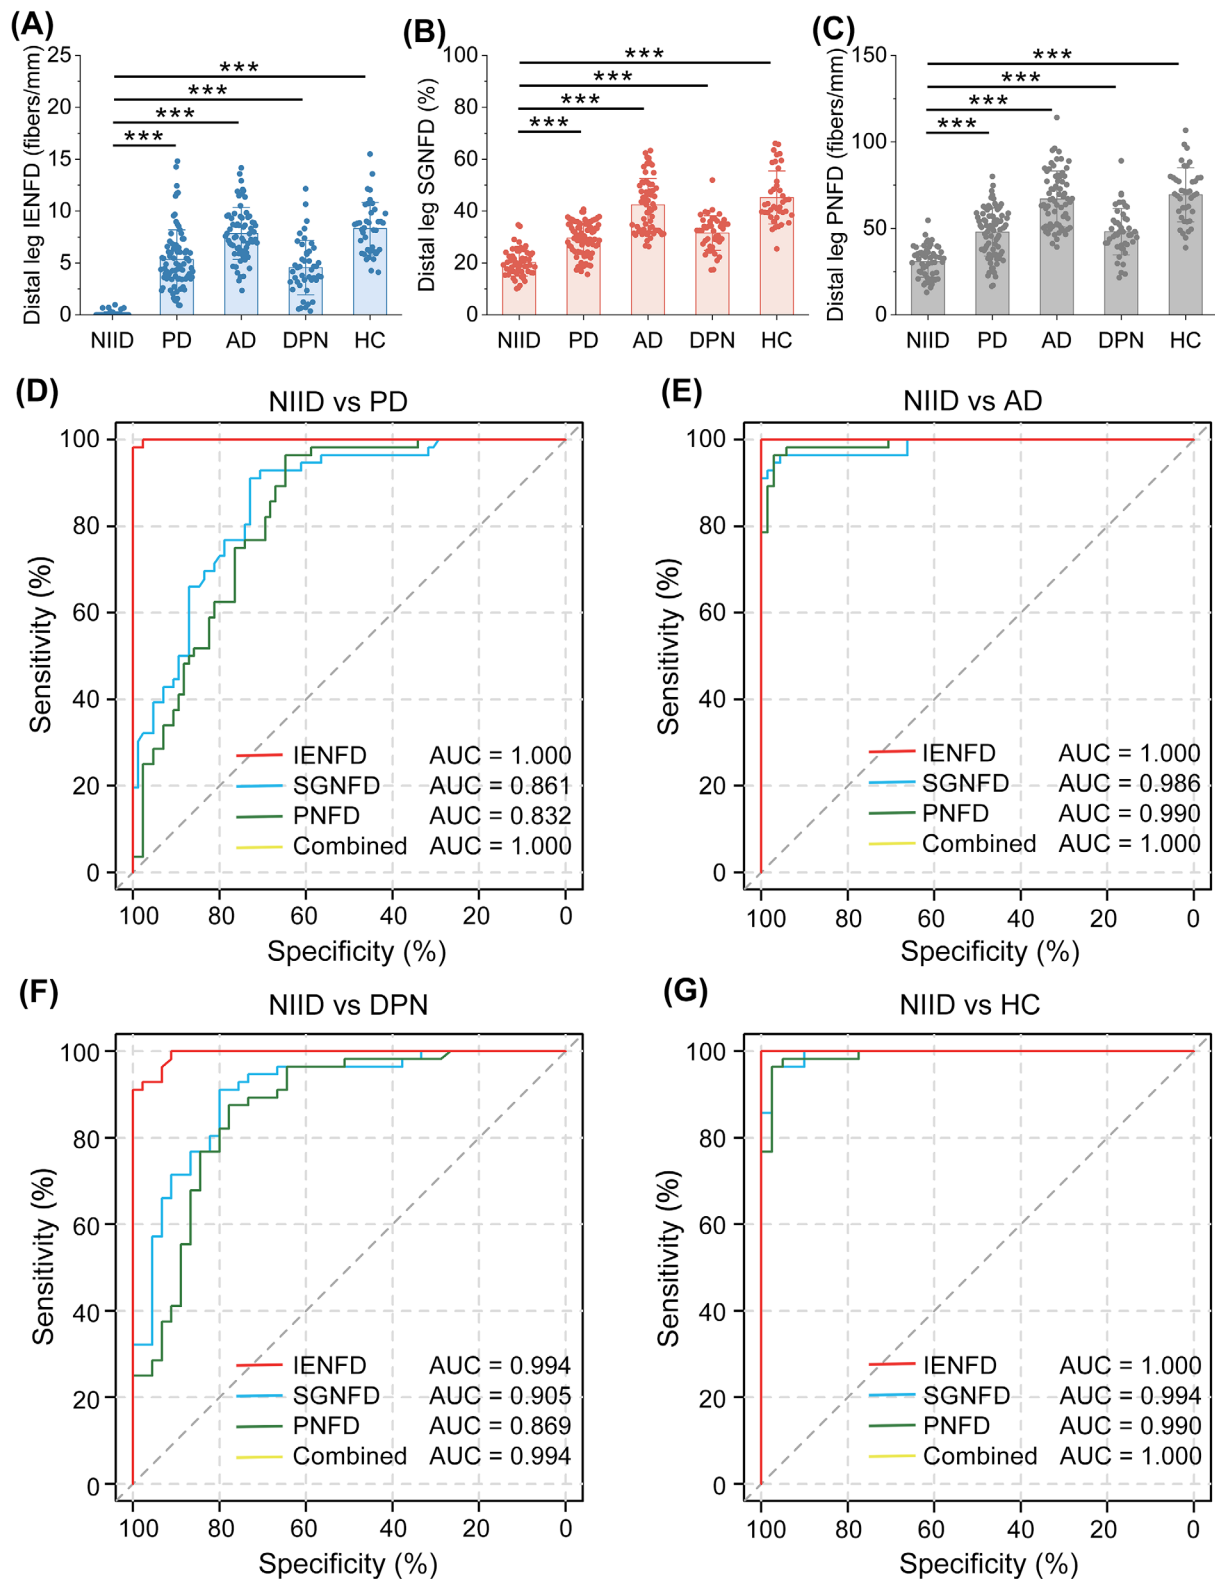 (A)
Distal leg IENFD (fibers/mm)
25
20
15
10
5
0
***
***
***
***
NIID PD AD DPN HC
(B)
Distal leg SGNFD (%)
100
80
60
40
20
0
***
***
***
***
NIID PD AD DPN HC
(C)
Distal leg PNFD (fibers/mm)
150
100
50
0
***
***
***
***
NIID PD AD DPN HC
(D)
NIID vs PD
Sensitivity (%)
100
80
60
40
20
0
IENFD AUC = 1.000
SGNFD AUC = 0.861
PNFD AUC = 0.832
Combined AUC = 1.000
100 80 60 40 20 0
Specificity (%)
(E)
NIID vs AD
Sensitivity (%)
100
80
60
40
20
0
IENFD AUC = 1.000
SGNFD AUC = 0.986
PNFD AUC = 0.990
Combined AUC = 1.000
100 80 60 40 20 0
Specificity (%)
(F)
NIID vs DPN
Sensitivity (%)
100
80
60
40
20
0
IENFD AUC = 0.994
SGNFD AUC = 0.905
PNFD AUC = 0.869
Combined AUC = 0.994
100 80 60 40 20 0
Specificity (%)
(G)
NIID vs HC
Sensitivity (%)
100
80
60
40
20
0
IENFD AUC = 1.000
SGNFD AUC = 0.994
PNFD AUC = 0.990
Combined AUC = 1.000
100 80 60 40 20 0
Specificity (%)